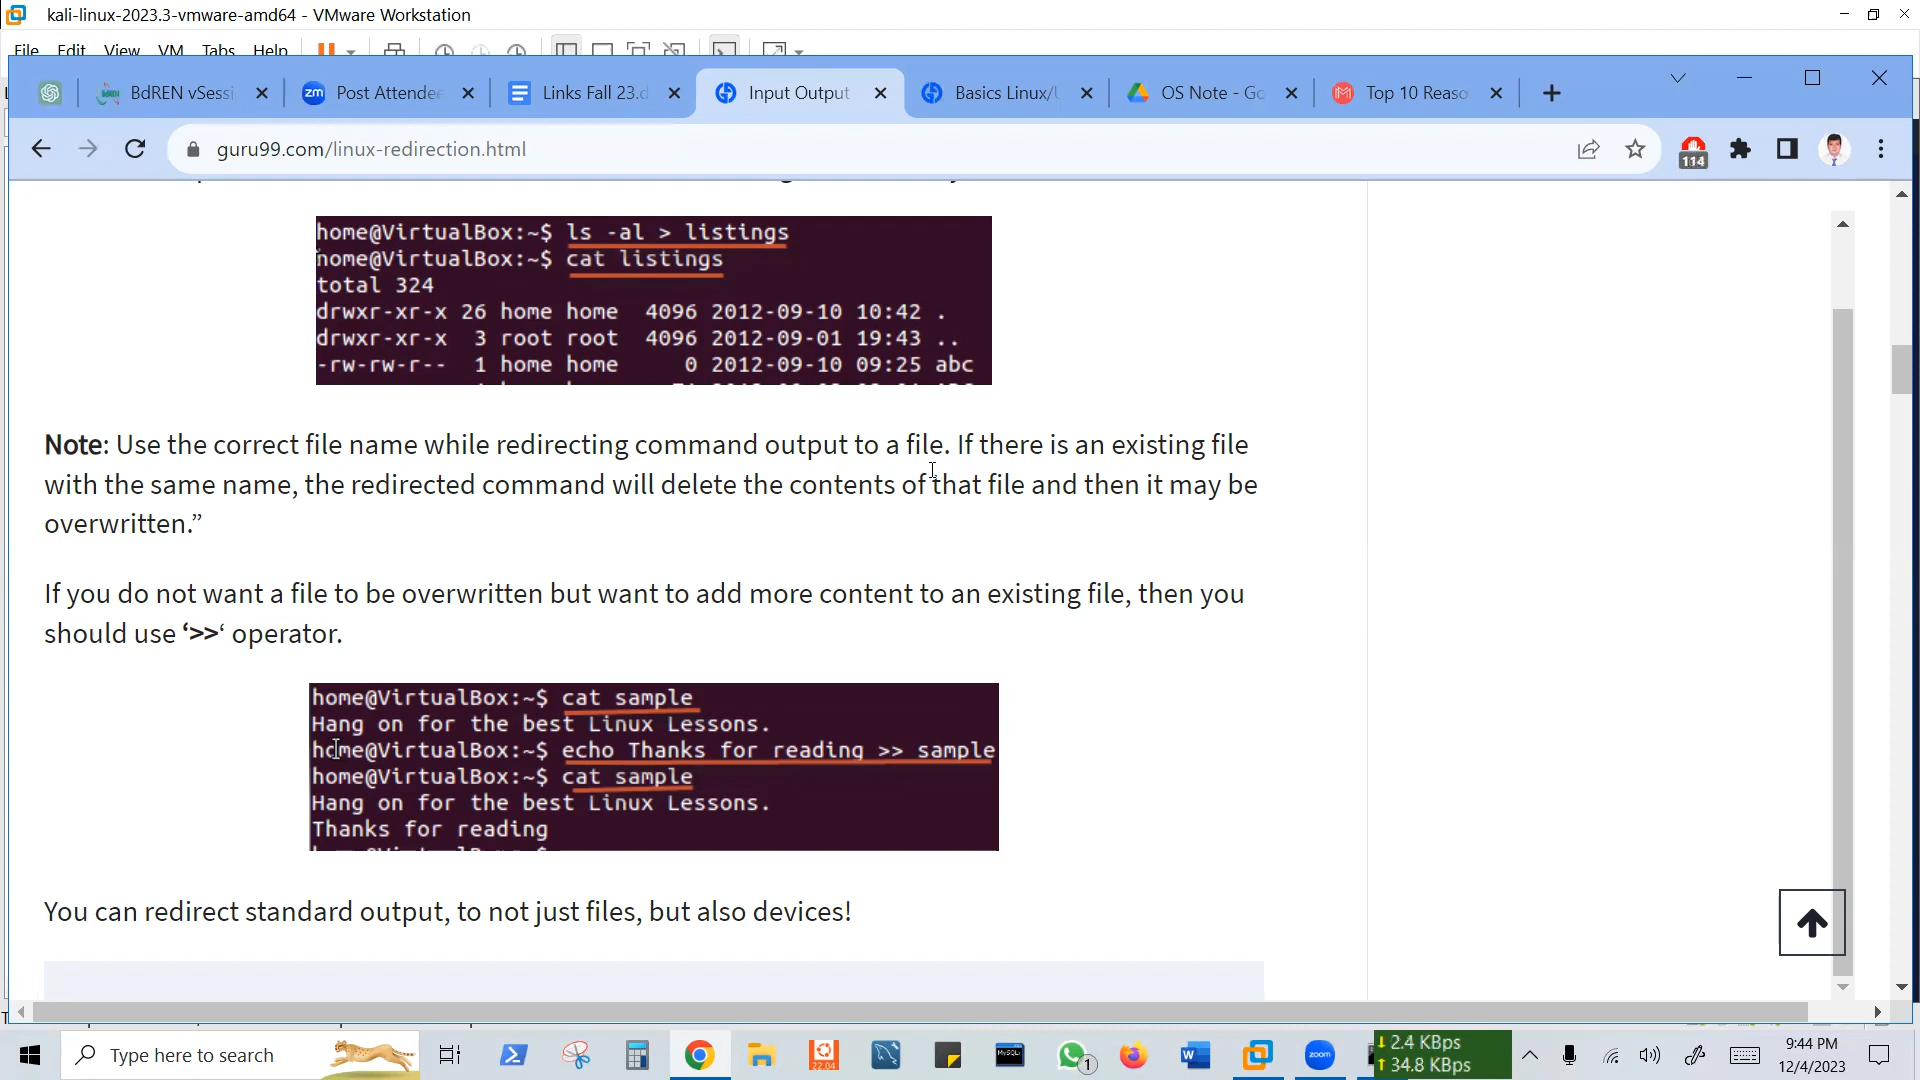 kali-linux-2023.3-vmware-amd64 - VMware Workstation
File Edit View VM Tabs Help
BdREN vSessi
zm Post Attendee
Links Fall 23.d
Input Output
Basics Linux/U
OS Note - Go
Top 10 Reaso
guru99.com/linux-redirection.html
114
home@VirtualBox:~$ ls -al > listings
home@VirtualBox:~$ cat listings
total 324
drwxr-xr-x 26 home home 4096 2012-09-10 10:42 .
drwxr-xr-x 3 root root 4096 2012-09-01 19:43 ..
-rw-rw-r-- 1 home home 0 2012-09-10 09:25 abc
Note: Use the correct file name while redirecting command output to a file. If there is an existing file
with the same name, the redirected command will delete the contents of that file and then it may be
overwritten.”
If you do not want a file to be overwritten but want to add more content to an existing file, then you
should use ‘>>‘ operator.
home@VirtualBox:~$ cat sample
Hang on for the best Linux Lessons.
home@VirtualBox:~$ echo Thanks for reading >> sample
home@VirtualBox:~$ cat sample
Hang on for the best Linux Lessons.
Thanks for reading
You can redirect standard output, to not just files, but also devices!
Type here to search
22.04
MySQL
1
zoom
2.4 KBps
34.8 KBps
9:44 PM
12/4/2023